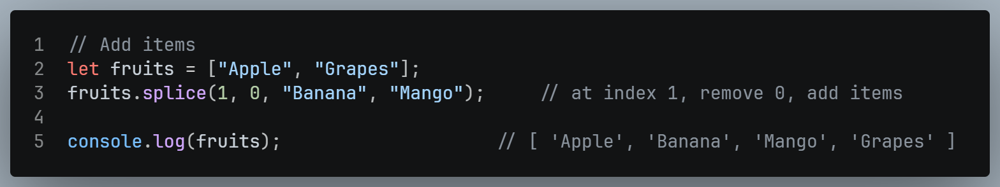 1 // Add items
2 let fruits = ["Apple", "Grapes"];
3 fruits.splice(1, 0, "Banana", "Mango"); // at index 1, remove 0, add items
4
5 console.log(fruits); // [ 'Apple', 'Banana', 'Mango', 'Grapes' ]